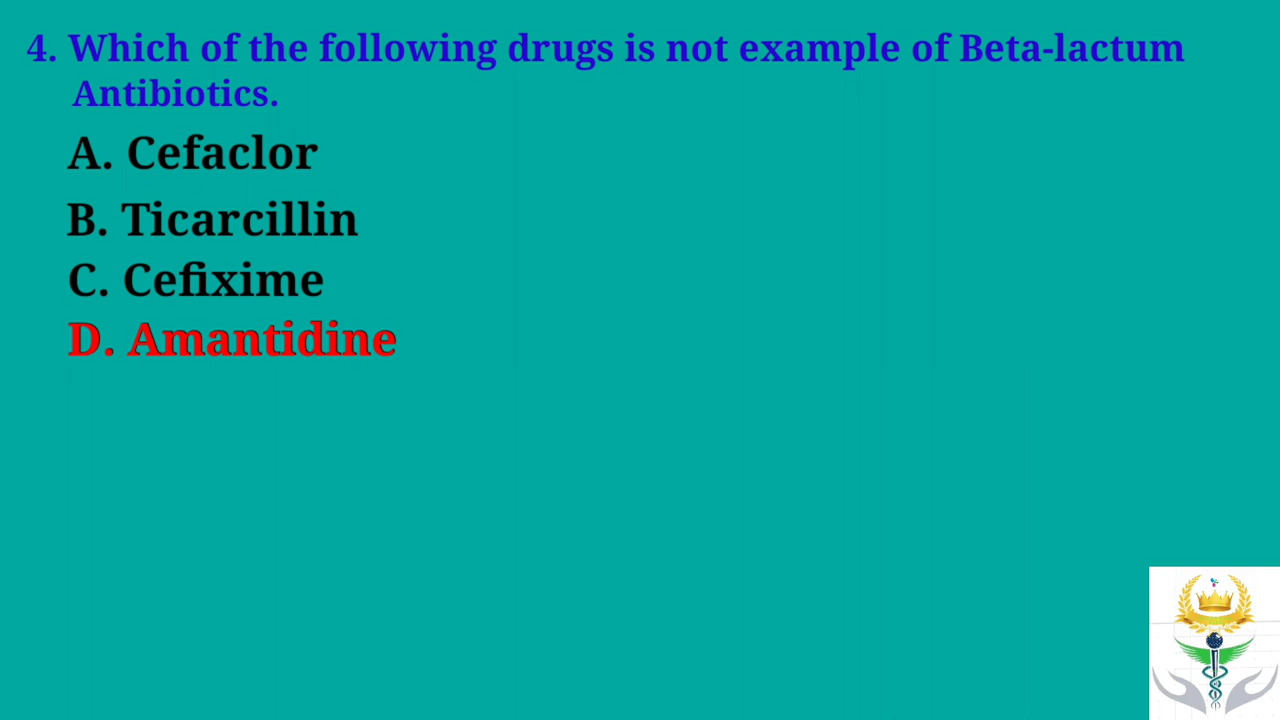 4. Which of the following drugs is not example of Beta-lactum
Antibiotics.
A. Cefaclor
B. Ticarcillin
C. Cefixime
D. Amantidine